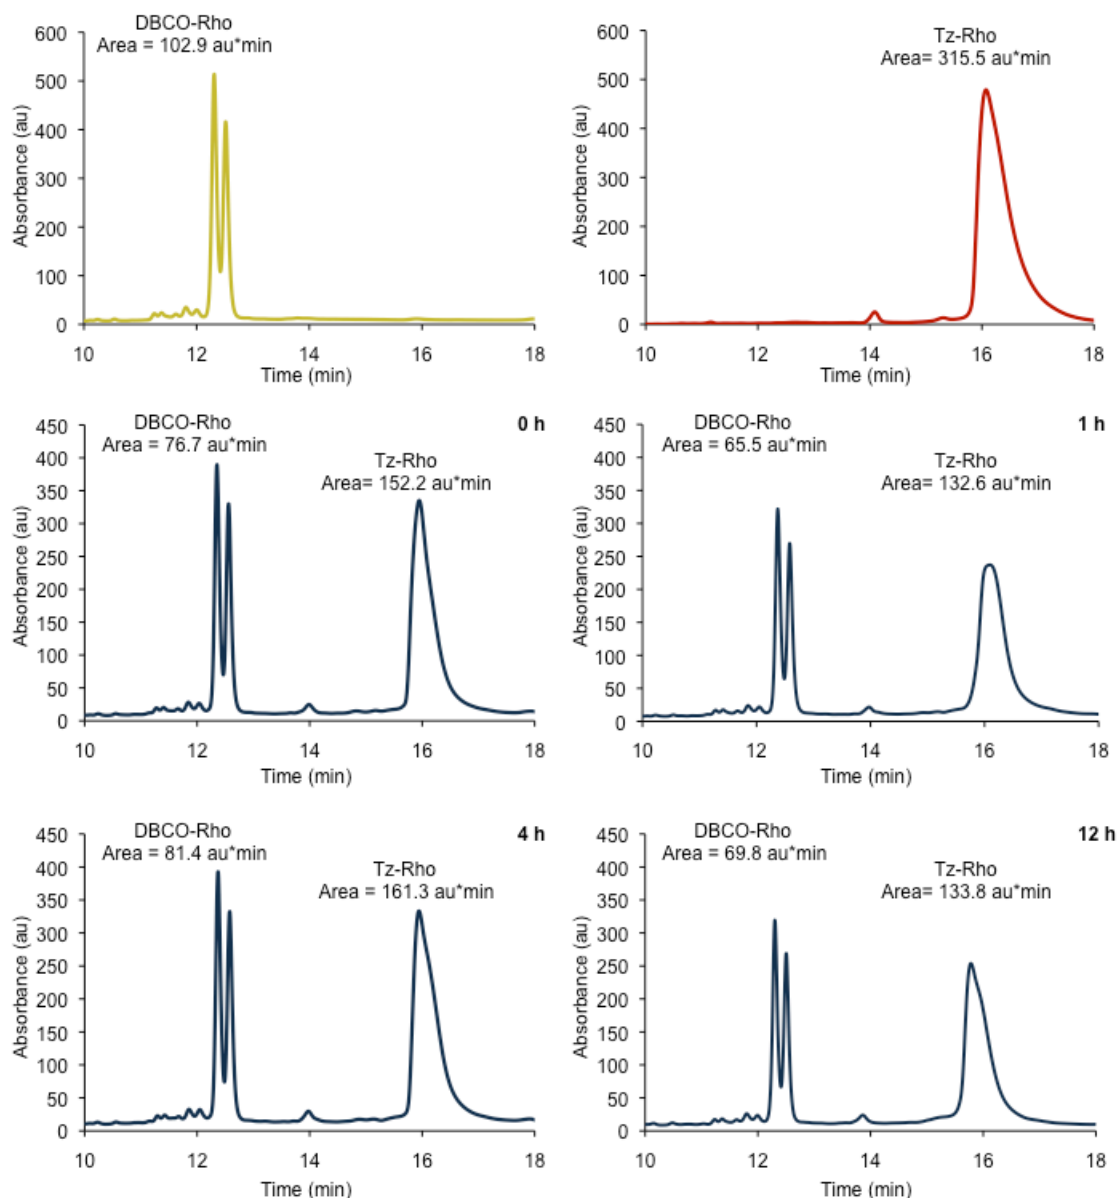 DBCO-Rho
Area = 102.9 au*min
600
500
400
300
200
100
0
Absorbance (au)
10 12 14 16 18
Time (min)
Tz-Rho
Area= 315.5 au*min
600
500
400
300
200
100
0
Absorbance (au)
10 12 14 16 18
Time (min)
DBCO-Rho
Area = 76.7 au*min
0 h
Tz-Rho
Area= 152.2 au*min
450
400
350
300
250
200
150
100
50
0
Absorbance (au)
10 12 14 16 18
Time (min)
DBCO-Rho
Area = 65.5 au*min
1 h
Tz-Rho
Area= 132.6 au*min
450
400
350
300
250
200
150
100
50
0
Absorbance (au)
10 12 14 16 18
Time (min)
DBCO-Rho
Area = 81.4 au*min
4 h
Tz-Rho
Area = 161.3 au*min
450
400
350
300
250
200
150
100
50
0
Absorbance (au)
10 12 14 16 18
Time (min)
DBCO-Rho
Area = 69.8 au*min
12 h
Tz-Rho
Area= 133.8 au*min
450
400
350
300
250
200
150
100
50
0
Absorbance (au)
10 12 14 16 18
Time (min)